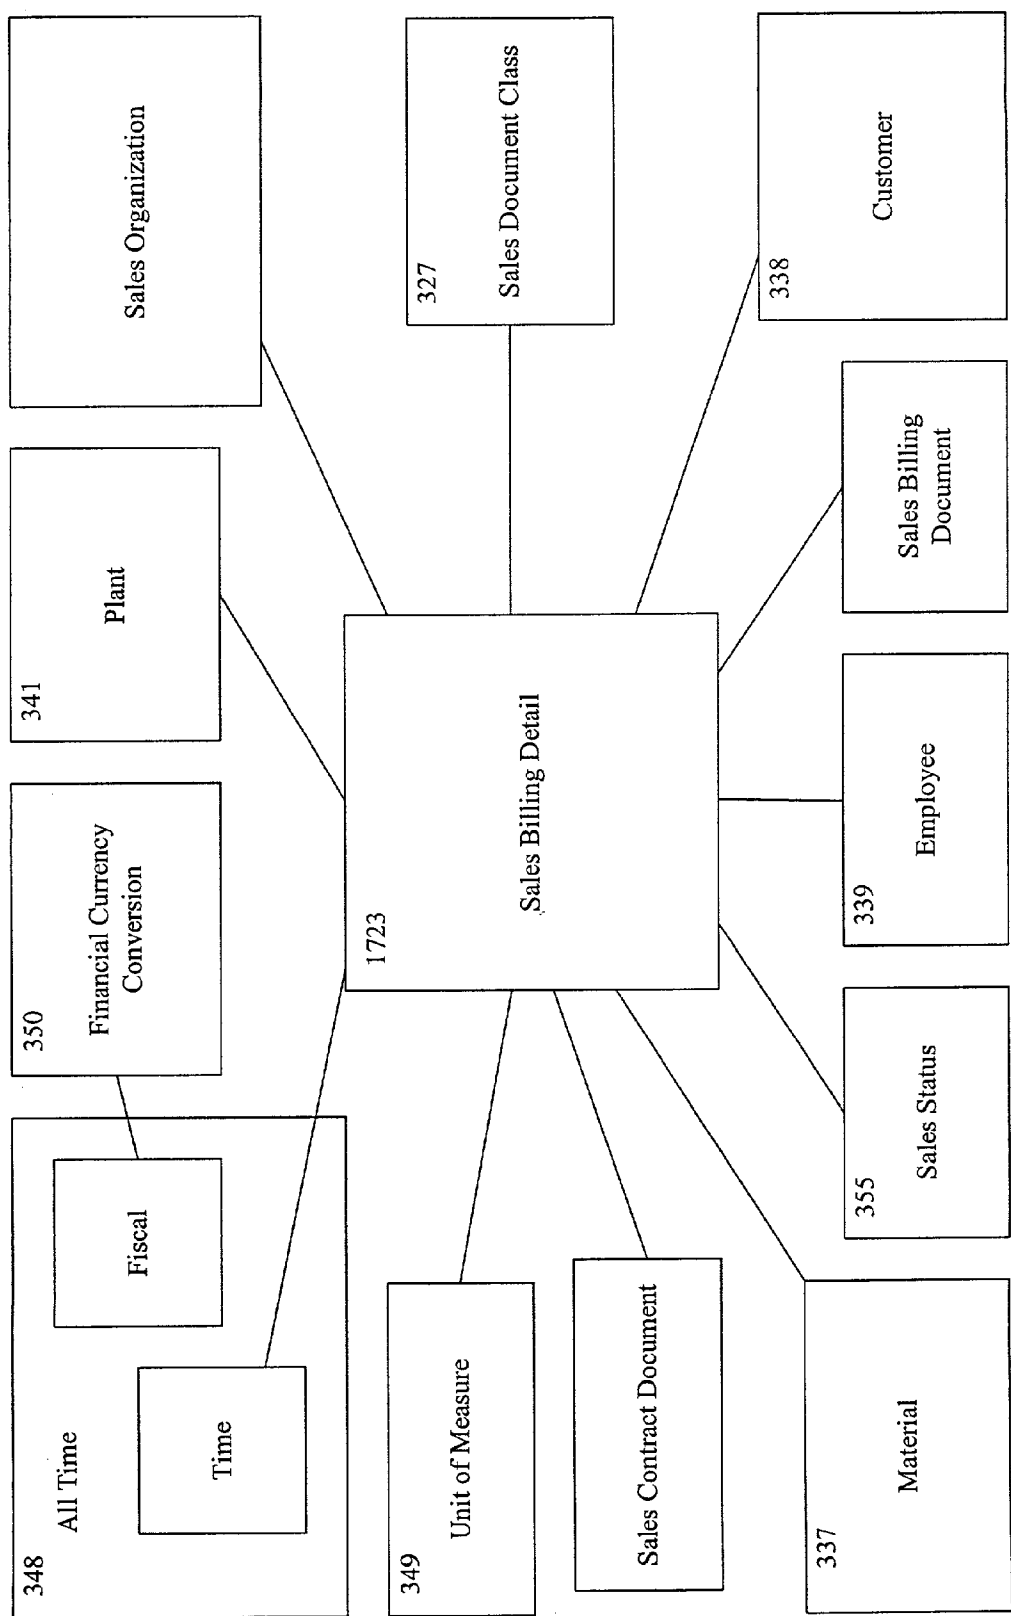 348
All Time
Time
Fiscal
350
Financial Currency
Conversion
341
Plant
Sales Organization
349
Unit of Measure
Sales Contract Document
1723
Sales Billing Detail
327
Sales Document Class
337
Material
355
Sales Status
339
Employee
Sales Billing
Document
338
Customer